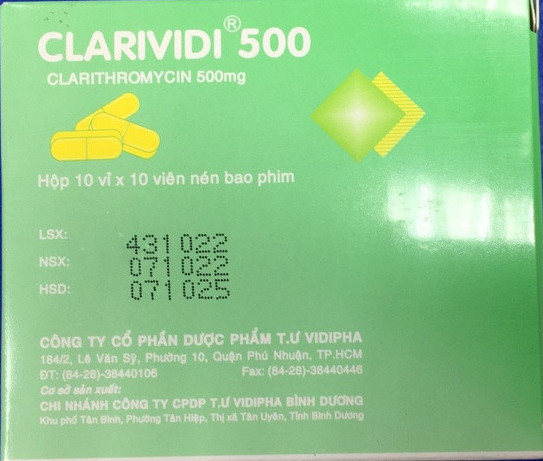 CLARIVIDI® 500
CLARITHROMYCIN 500mg
Hộp 10 vỉ x 10 viên nén bao phim
LSX: 431022
NSX: 071022
HSD: 071025
CÔNG TY CỔ PHẦN DƯỢC PHẨM T.Ư VIDIPHA
184/2, Lê Văn Sỹ, Phường 10, Quận Phú Nhuận, TP.HCM
ĐT: (84-28)-38440106 Fax: (84-28)-38440446
Cơ sở sản xuất:
CHI NHÁNH CÔNG TY CPDP T.Ư VIDIPHA BÌNH DƯƠNG
Khu phố Tân Bình, Phường Tân Hiệp, Thị xã Tân Uyên, Tỉnh Bình Dương